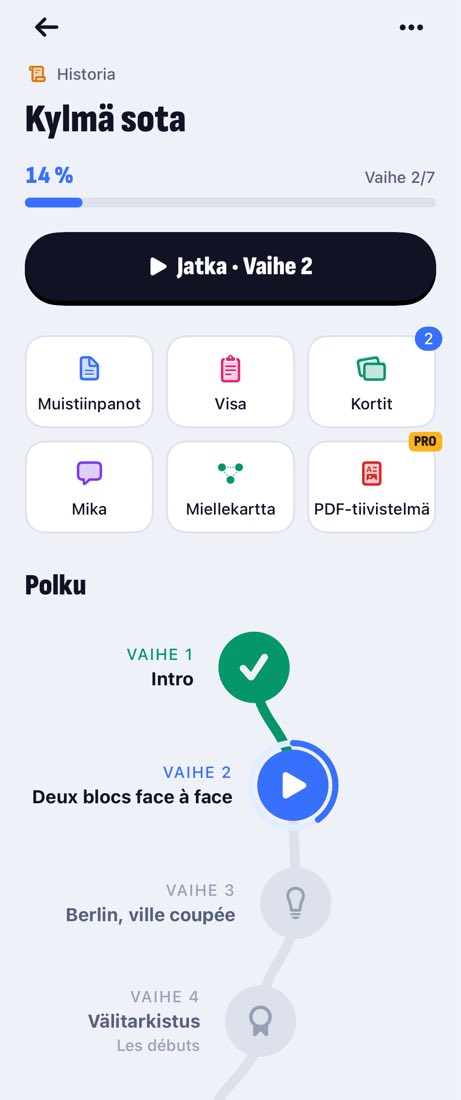 Historia
Kylmä sota
14 %
Vaihe 2/7
Jatka • Vaihe 2
Muistiinpanot
Visa
2
Kortit
Mika
Miellekartta
PRO
PDF-tiivistelmä
Polku
VAIHE 1
Intro
VAIHE 2
Deux blocs face à face
VAIHE 3
Berlin, ville coupée
VAIHE 4
Välitarkistus
Les débuts